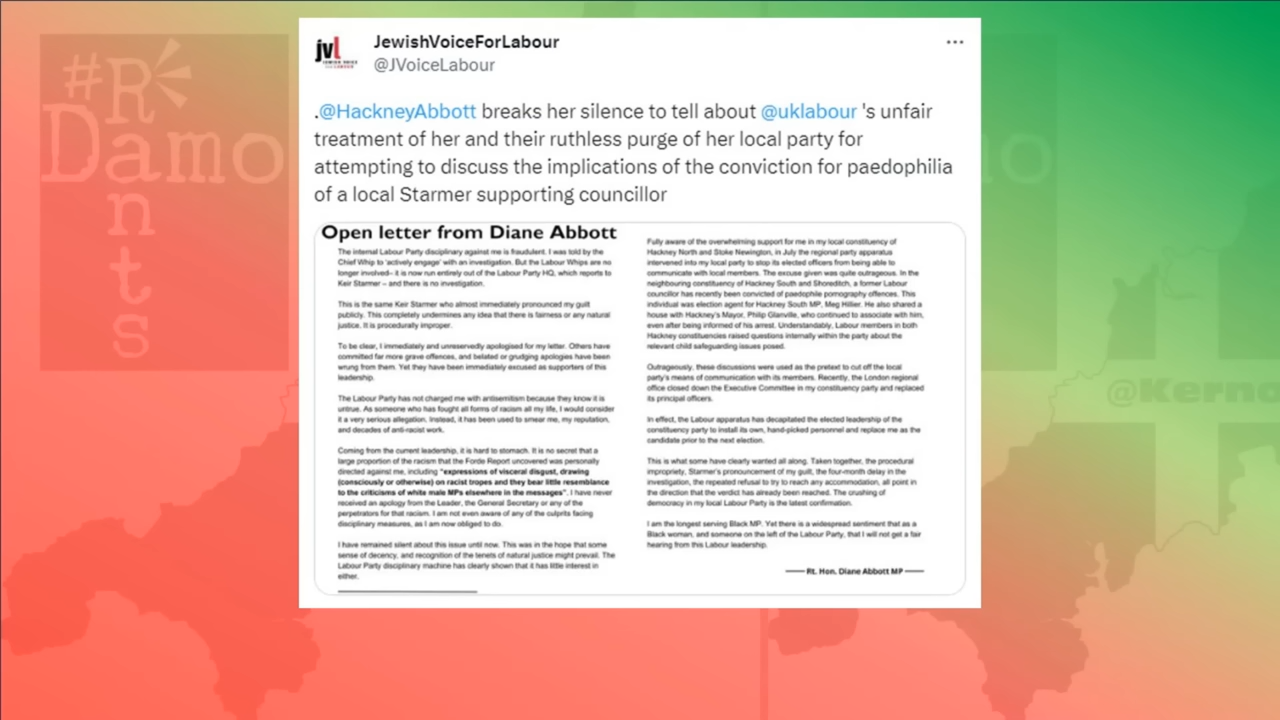 #R
Damo
n
t
s
JewishVoiceForLabour
@JVoiceLabour
jvl
.@HackneyAbbott breaks her silence to tell about @uklabour 's unfair
treatment of her and their ruthless purge of her local party for
attempting to discuss the implications of the conviction for paedophilia
of a local Starmer supporting councillor
Open letter from Diane Abbott
The internal Labour Party disciplinary against me is fraudulent. I was told by the
Chief Whip to 'actively engage' with an investigation. But the Labour Whips are no
longer involved– it is now run entirely out of the Labour Party HQ, which reports to
Keir Starmer – and there is no investigation.
This is the same Keir Starmer who almost immediately pronounced my guilt
publicly. This completely undermines any idea that there is fairness or any natural
justice. It is procedurally improper.
To be clear, I immediately and unreservedly apologised for my letter. Others have
committed far more grave offences, and belated or grudging apologies have been
wrung from them. Yet they have been immediately excused as supporters of this
leadership.
The Labour Party has not charged me with antisemitism because they know it is
untrue. As someone who has fought all forms of racism all my life, I would consider
it a very serious allegation. Instead, it has been used to smear me, my reputation,
and decades of anti-racist work.
Coming from the current leadership, it is hard to stomach. It is no secret that a
large proportion of the racism that the Forde Report uncovered was personally
directed against me, including "expressions of visceral disgust, drawing
(consciously or otherwise) on racist tropes and they bear little resemblance
to the criticisms of white male MPs elsewhere in the messages". I have never
received an apology from the Leader, the General Secretary or any of the
perpetrators for that racism. I am not even aware of any of the culprits facing
disciplinary measures, as I am now obliged to do.
I have remained silent about this issue until now. This was in the hope that some
sense of decency, and recognition of the tenets of natural justice might prevail. The
Labour Party disciplinary machine has clearly shown that it has little interest in
either.
Fully aware of the overwhelming support for me in my local constituency of
Hackney North and Stoke Newington, in July the regional party apparatus
intervened into my local party to stop its elected officers from being able to
communicate with local members. The excuse given was quite outrageous. In the
neighbouring constituency of Hackney South and Shoreditch, a former Labour
councillor has recently been convicted of paedophile pornography offences. This
individual was election agent for Hackney South MP, Meg Hillier. He also shared a
house with Hackney's Mayor, Philip Glanville, who continued to associate with him,
even after being informed of his arrest. Understandably, Labour members in both
Hackney constituencies raised questions internally within the party about the
relevant child safeguarding issues posed.
Outrageously, these discussions were used as the pretext to cut off the local
party's means of communication with its members. Recently, the London regional
office closed down the Executive Committee in my constituency party and replaced
its principal officers.
In effect, the Labour apparatus has decapitated the elected leadership of the
constituency party to install its own, hand-picked personnel and replace me as the
candidate prior to the next election.
This is what some have clearly wanted all along. Taken together, the procedural
impropriety, Starmer's pronouncement of my guilt, the four-month delay in the
investigation, the repeated refusal to try to reach any accommodation, all point in
the direction that the verdict has already been reached. The crushing of
democracy in my local Labour Party is the latest confirmation.
I am the longest serving Black MP. Yet there is a widespread sentiment that as a
Black woman, and someone on the left of the Labour Party, that I will not get a fair
hearing from this Labour leadership.
Rt. Hon. Diane Abbott MP
@Kerno